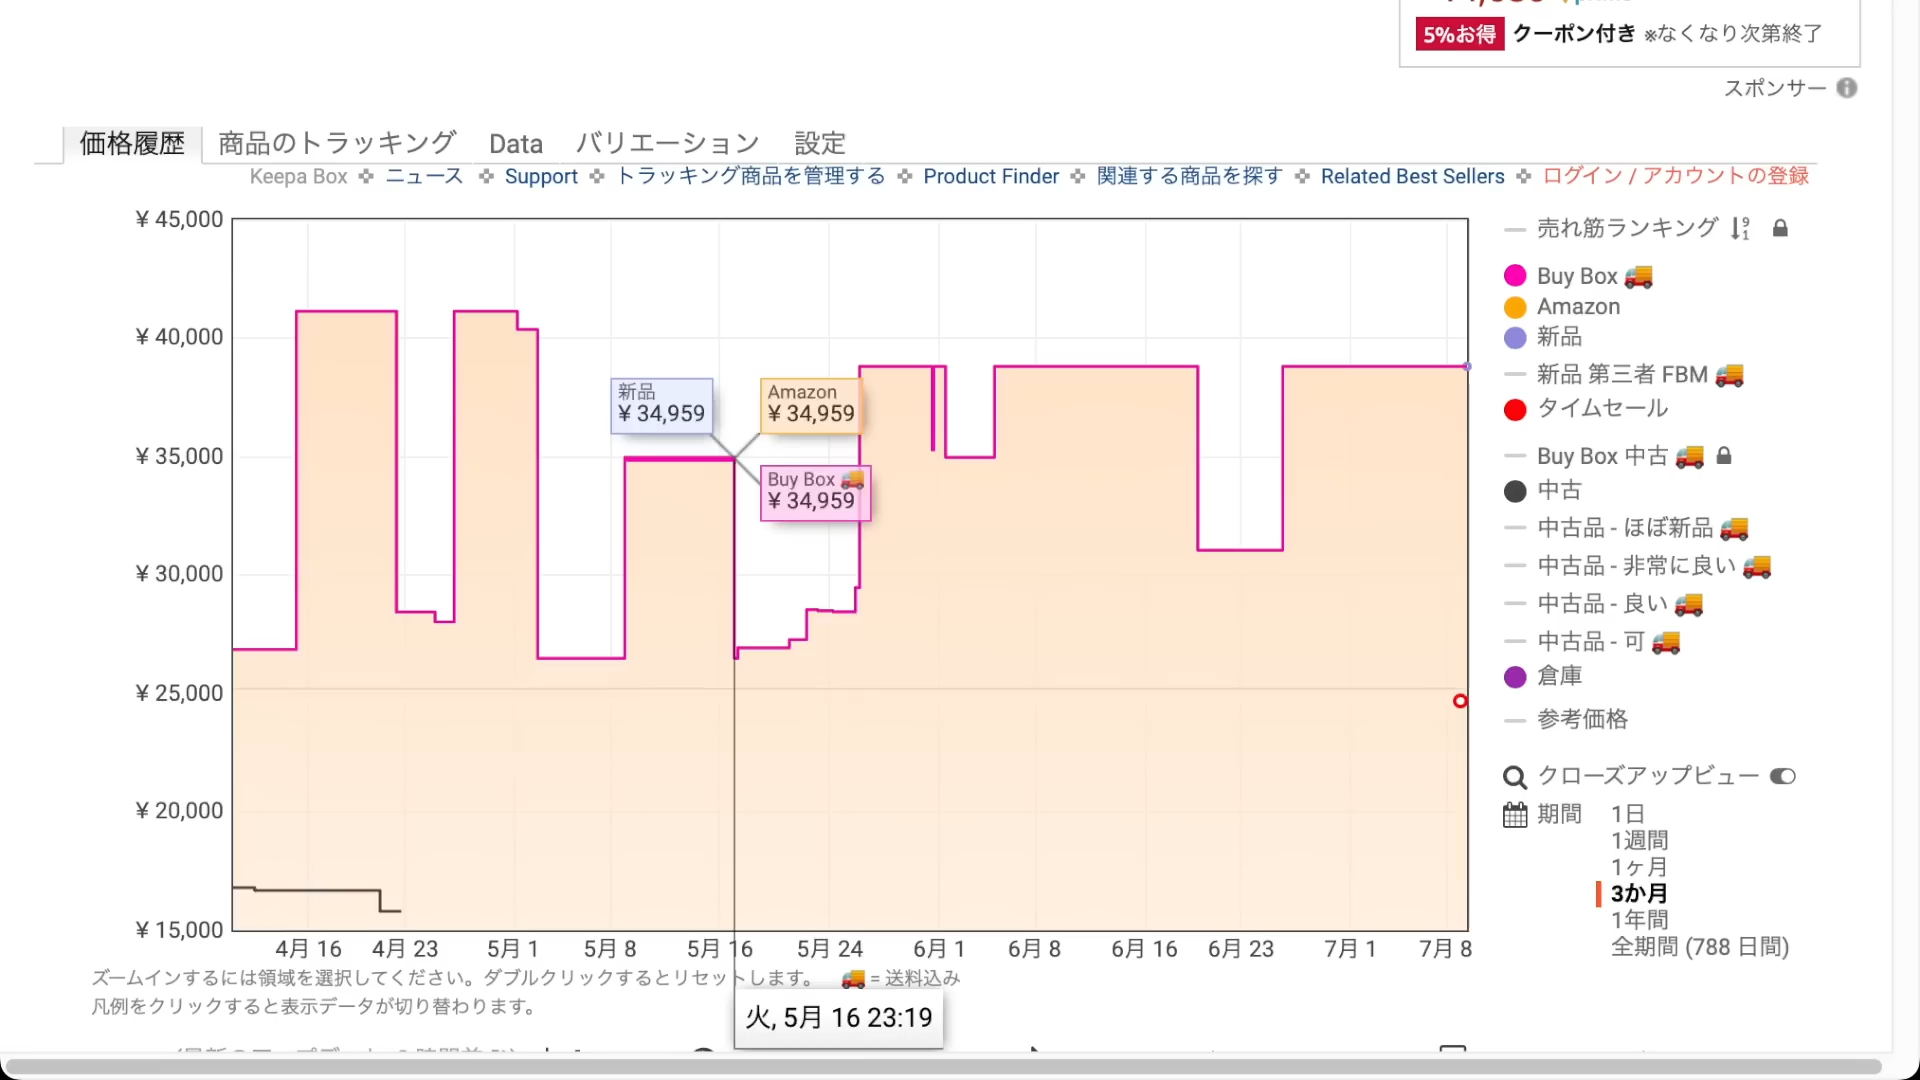 5%お得 クーポン付き ※なくなり次第終了
スポンサー
価格履歴 商品のトラッキング Data バリエーション 設定
Keepa Box ニュース Support トラッキング商品を管理する Product Finder 関連する商品を探す Related Best Sellers ログイン / アカウントの登録
¥ 45,000
¥ 40,000
¥ 35,000
¥ 30,000
¥ 25,000
¥ 20,000
¥ 15,000
新品
¥ 34,959
Amazon
¥ 34,959
Buy Box
¥ 34,959
4月 16 4月 23 5月 1 5月 8 5月 16 5月 24 6月 1 6月 8 6月 16 6月 23 7月 1 7月 8
売れ筋ランキング
Buy Box
Amazon
新品
新品 第三者 FBM
タイムセール
Buy Box 中古
中古
中古品 - ほぼ新品
中古品 - 非常に良い
中古品 - 良い
中古品 - 可
倉庫
参考価格
クローズアップビュー
期間 1日
1週間
1ヶ月
3か月
1年間
全期間 (788 日間)
ズームインするには領域を選択してください。ダブルクリックするとリセットします。 = 送料込み
凡例をクリックすると表示データが切り替わります。
火, 5月 16 23:19